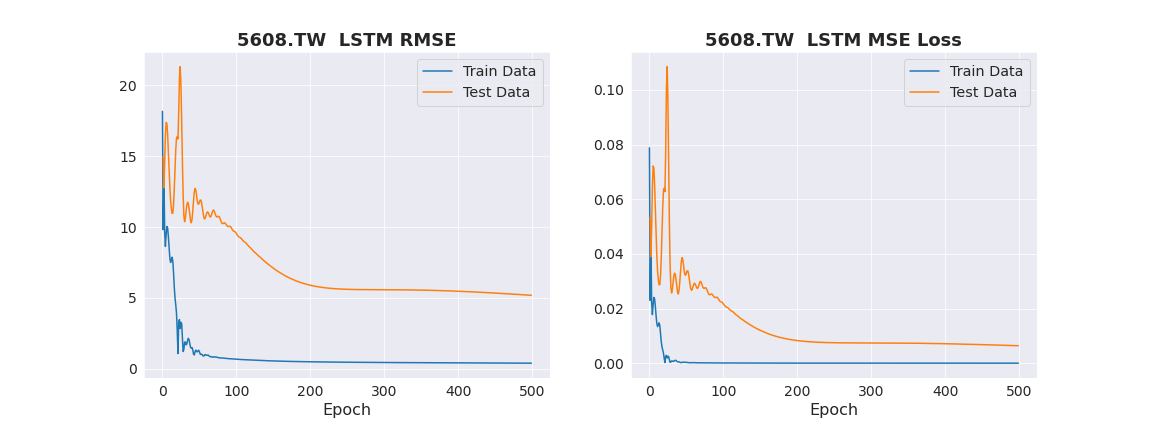 5608.TW  LSTM RMSE
Train Data
Test Data
20
15
10
5
0
0 100 200 300 400 500
Epoch
5608.TW  LSTM MSE Loss
Train Data
Test Data
0.10
0.08
0.06
0.04
0.02
0.00
0 100 200 300 400 500
Epoch